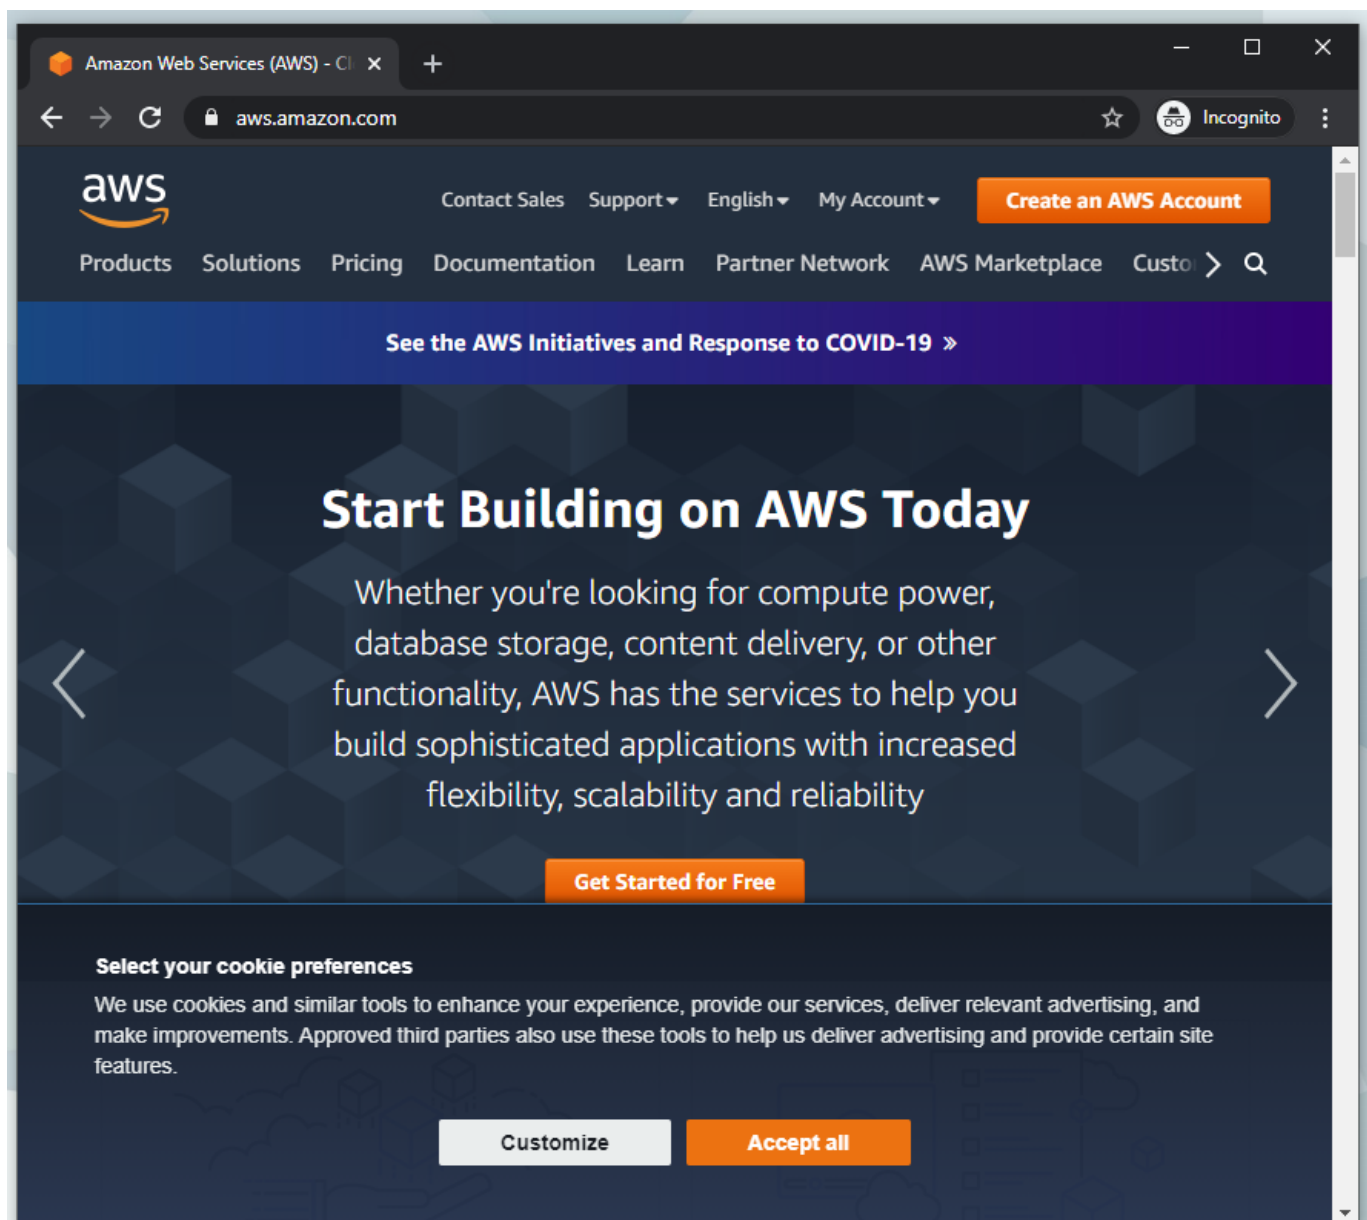 Amazon Web Services (AWS) - Cl
aws.amazon.com
Incognito
aws
Contact Sales Support English My Account Create an AWS Account
Products Solutions Pricing Documentation Learn Partner Network AWS Marketplace Custo
See the AWS Initiatives and Response to COVID-19 »
Start Building on AWS Today
Whether you're looking for compute power,
database storage, content delivery, or other
functionality, AWS has the services to help you
build sophisticated applications with increased
flexibility, scalability and reliability
Get Started for Free
Select your cookie preferences
We use cookies and similar tools to enhance your experience, provide our services, deliver relevant advertising, and
make improvements. Approved third parties also use these tools to help us deliver advertising and provide certain site
features.
Customize Accept all